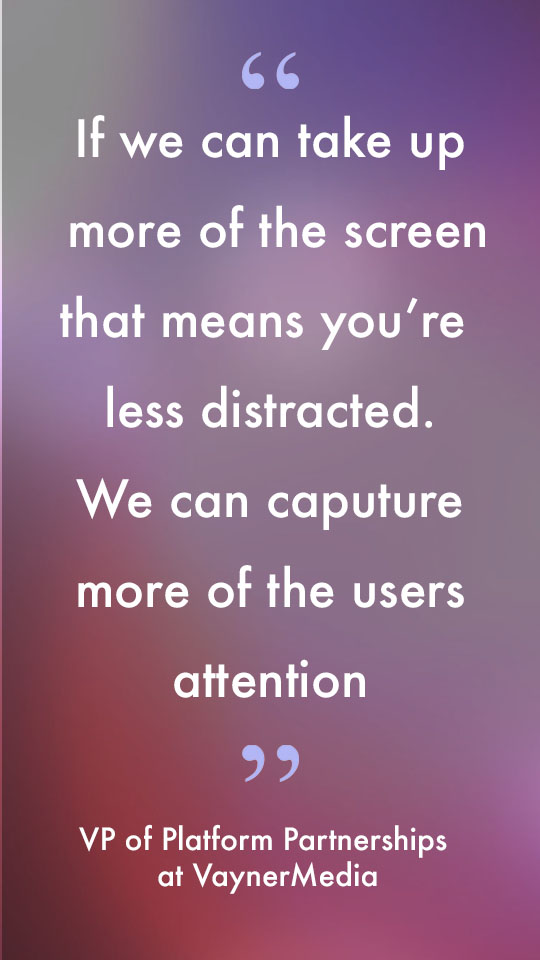 “
If we can take up
more of the screen
that means you’re
less distracted.
We can caputure
more of the users
attention
”
VP of Platform Partnerships
at VaynerMedia